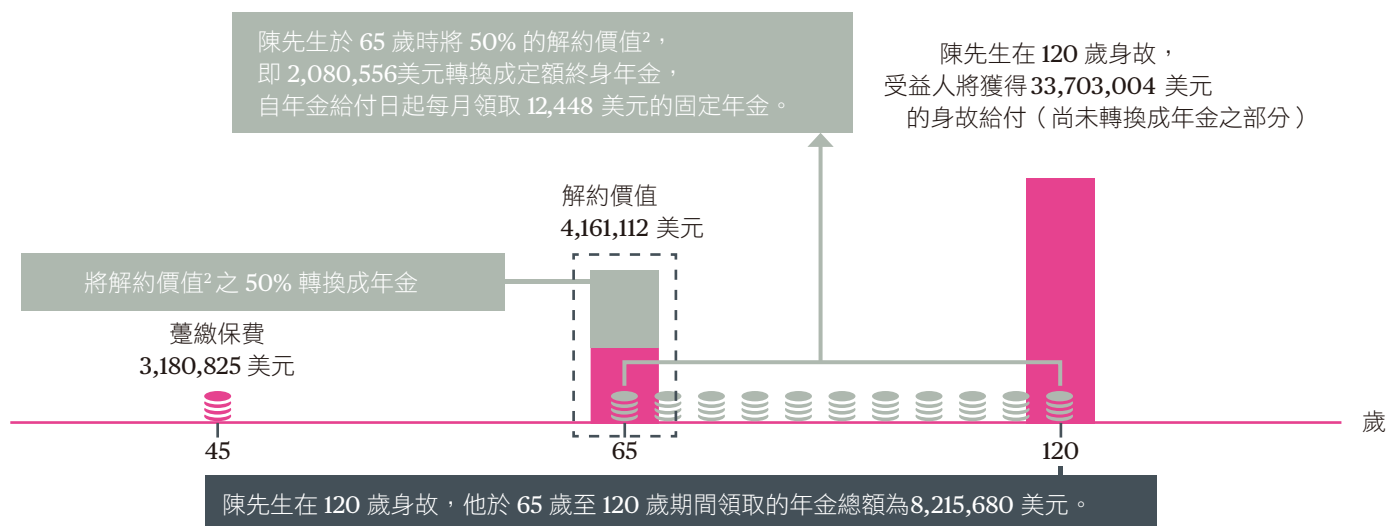 陳先生於 65 歲時將 50% 的解約價值²，
即 2,080,556美元轉換成定額終身年金，
自年金給付日起每月領取 12,448 美元的固定年金。
陳先生在 120 歲身故，
受益人將獲得 33,703,004 美元
的身故給付（尚未轉換成年金之部分）
解約價值
4,161,112 美元
將解約價值²之 50% 轉換成年金
躉繳保費
3,180,825 美元
歲
45
65
120
陳先生在 120 歲身故，他於 65 歲至 120 歲期間領取的年金總額為8,215,680 美元。